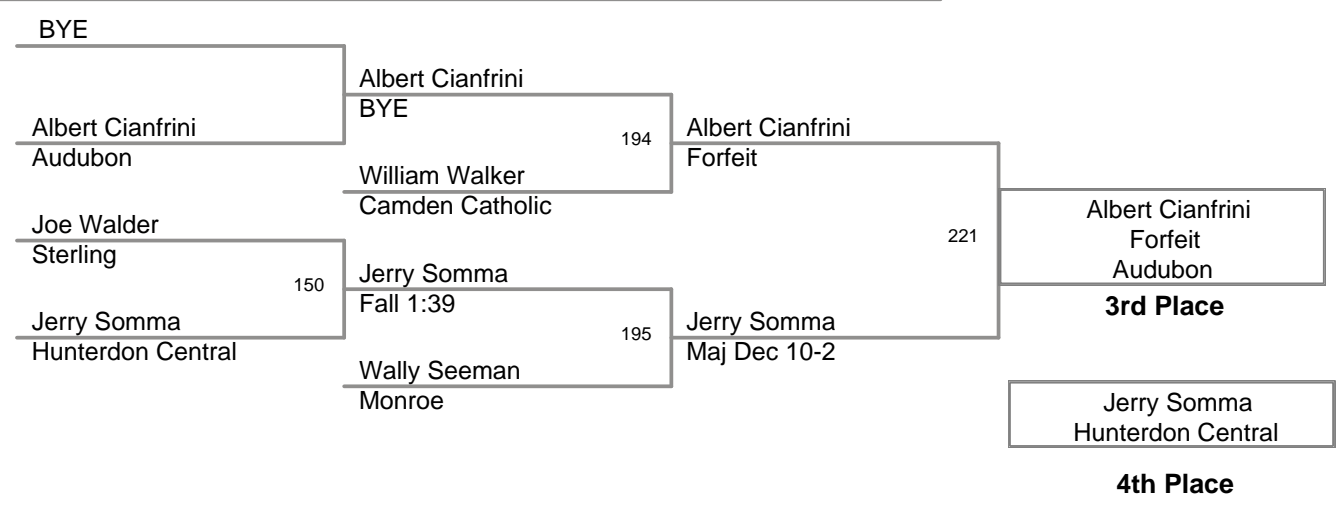 BYE
Albert Cianfrini
BYE
Albert Cianfrini
Audubon
194
Albert Cianfrini
Forfeit
William Walker
Camden Catholic
Joe Walder
Sterling
150
Jerry Somma
Fall 1:39
Jerry Somma
Hunterdon Central
195
Jerry Somma
Maj Dec 10-2
Wally Seeman
Monroe
221
Albert Cianfrini
Forfeit
Audubon
3rd Place
Jerry Somma
Hunterdon Central
4th Place